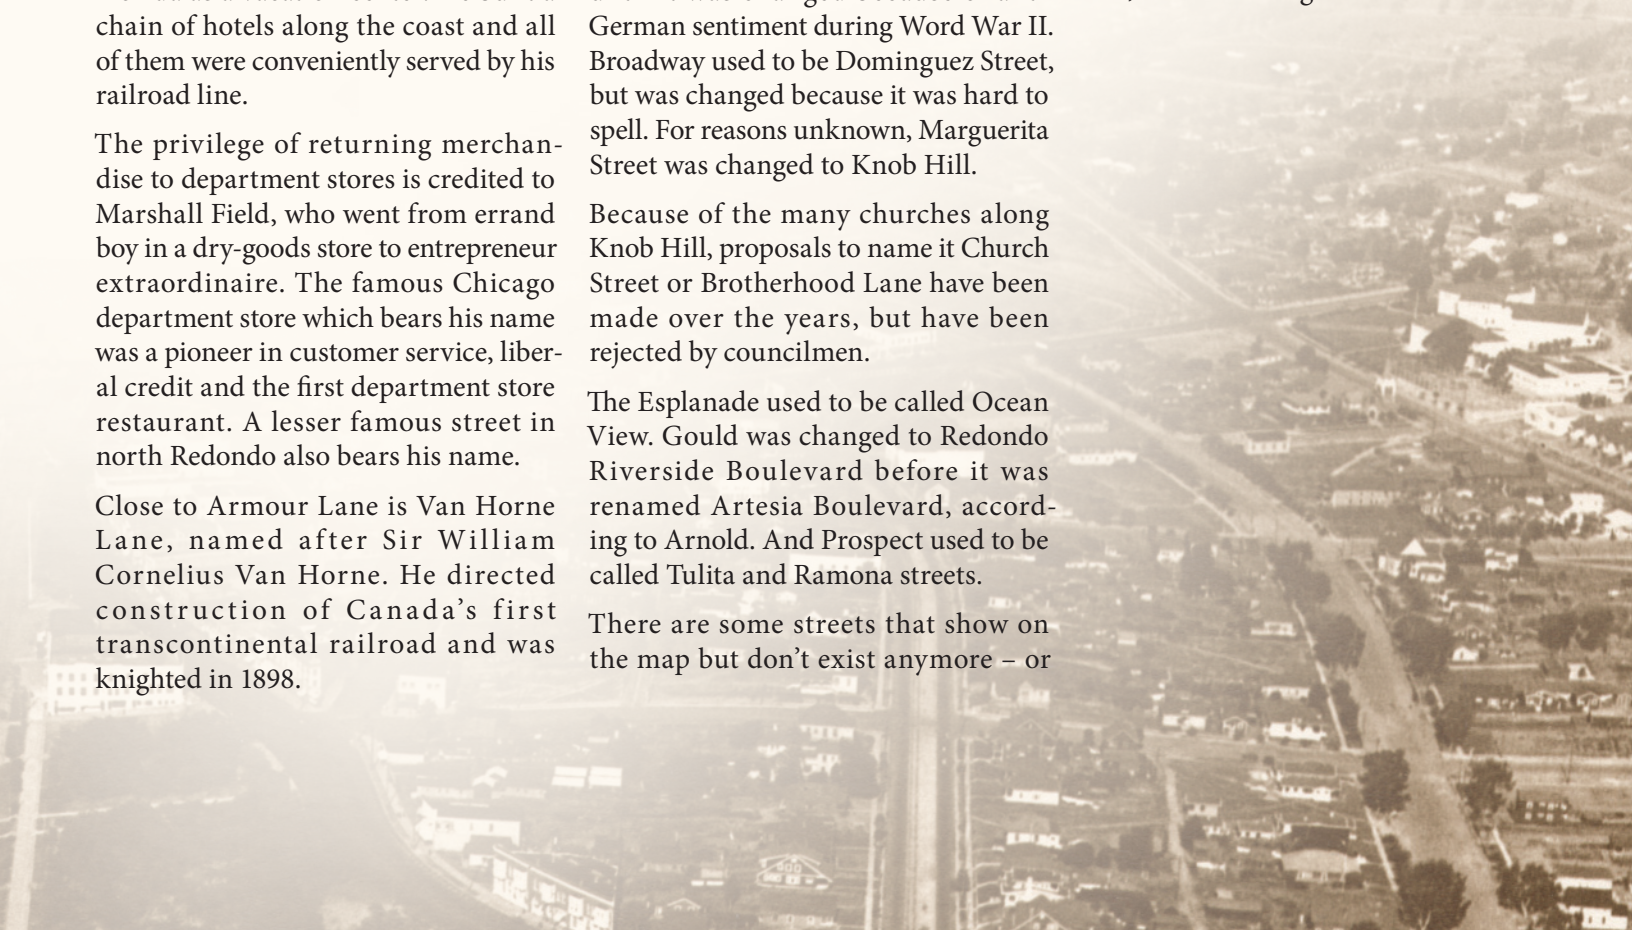 chain of hotels along the coast and all
of them were conveniently served by his
railroad line.
The privilege of returning merchan-
dise to department stores is credited to
Marshall Field, who went from errand
boy in a dry-goods store to entrepreneur
extraordinaire. The famous Chicago
department store which bears his name
was a pioneer in customer service, liber-
al credit and the first department store
restaurant. A lesser famous street in
north Redondo also bears his name.
Close to Armour Lane is Van Horne
Lane, named after Sir William
Cornelius Van Horne. He directed
construction of Canada’s first
transcontinental railroad and was
knighted in 1898.
German sentiment during Word War II.
Broadway used to be Dominguez Street,
but was changed because it was hard to
spell. For reasons unknown, Marguerita
Street was changed to Knob Hill.
Because of the many churches along
Knob Hill, proposals to name it Church
Street or Brotherhood Lane have been
made over the years, but have been
rejected by councilmen.
The Esplanade used to be called Ocean
View. Gould was changed to Redondo
Riverside Boulevard before it was
renamed Artesia Boulevard, accord-
ing to Arnold. And Prospect used to be
called Tulita and Ramona streets.
There are some streets that show on
the map but don’t exist anymore – or